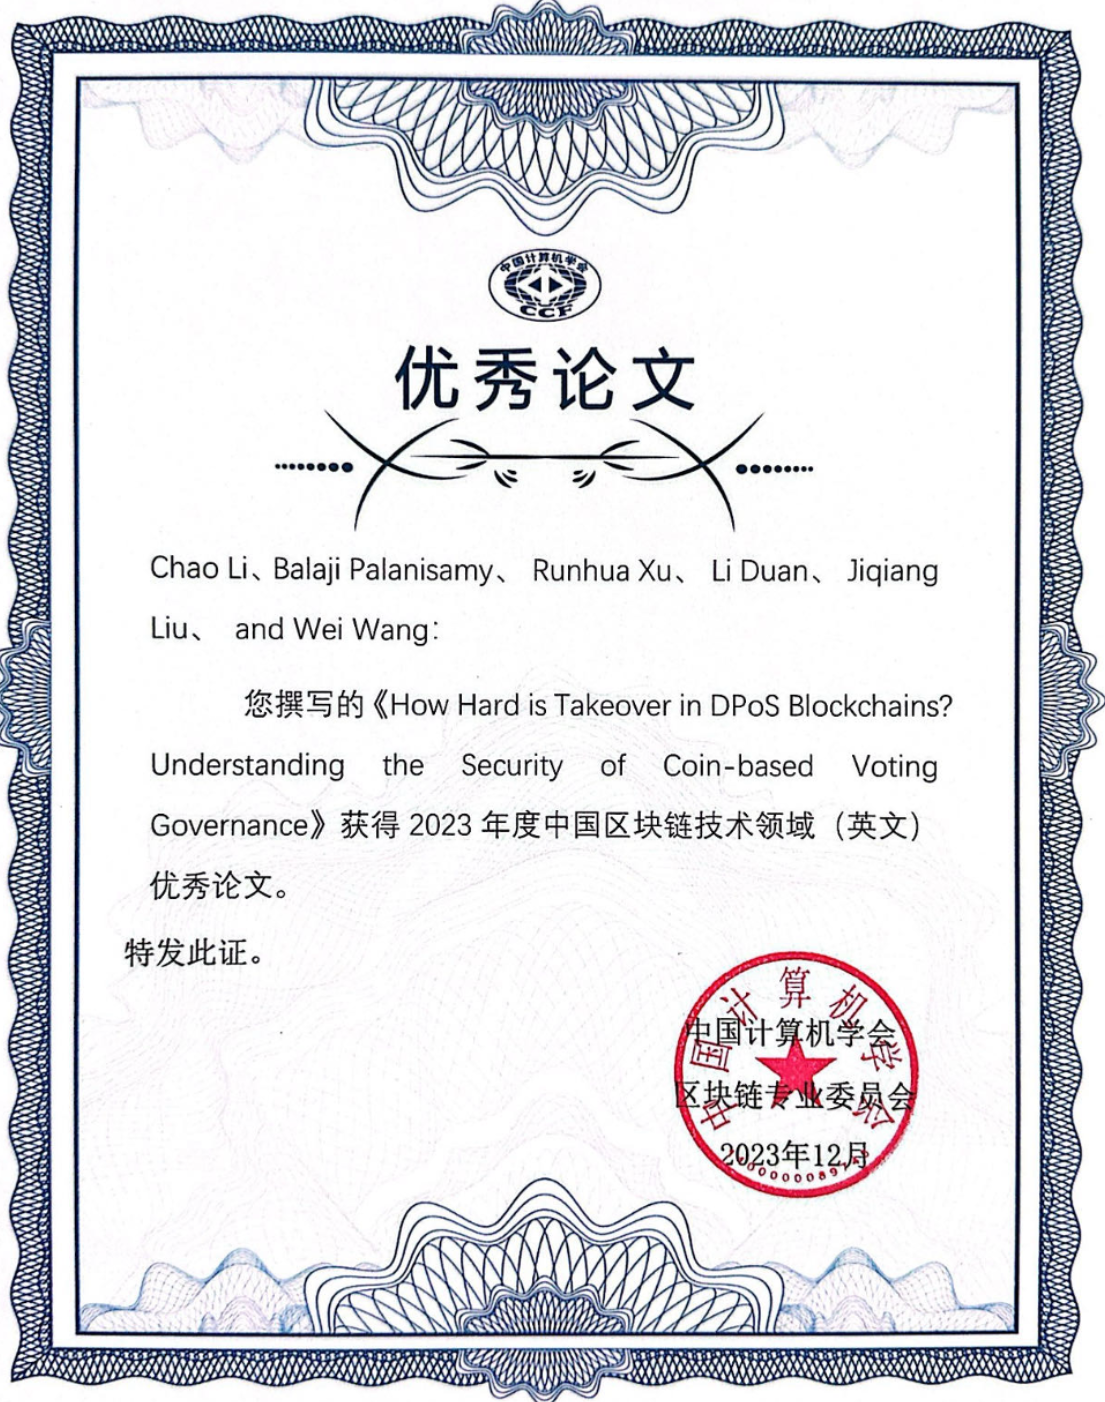 中国计算机学会
CCF
优秀论文
Chao Li、Balaji Palanisamy、 Runhua Xu、 Li Duan、 Jiqiang
Liu、 and Wei Wang：
您撰写的《How Hard is Takeover in DPoS Blockchains?
Understanding the Security of Coin-based Voting
Governance》获得 2023 年度中国区块链技术领域（英文）
优秀论文。
特发此证。
中国计算机学会
中国计算机学会
区块链专业委员会
2023年12月